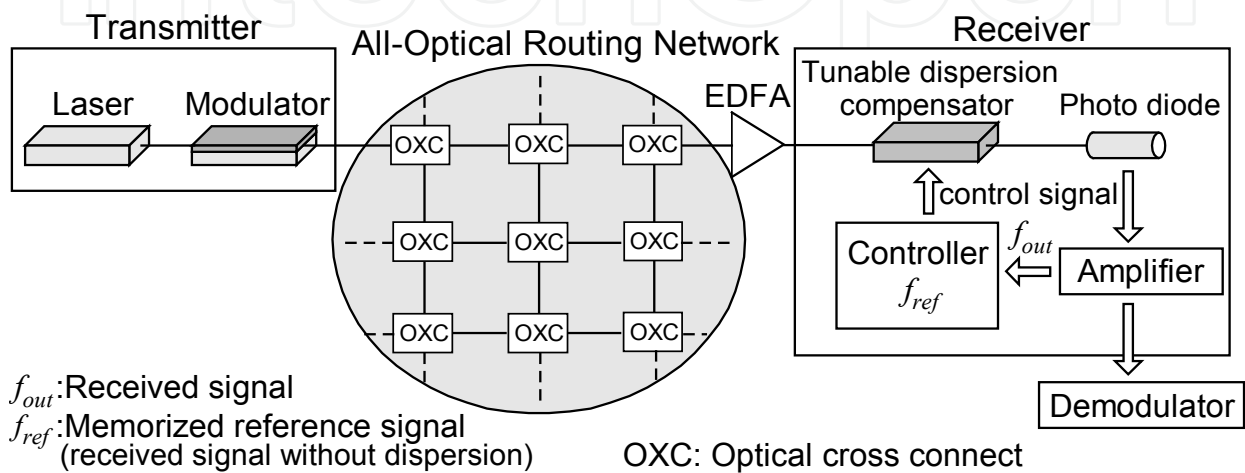 Transmitter
Laser
Modulator
All-Optical Routing Network
OXC
OXC
OXC
OXC
OXC
OXC
OXC
OXC
OXC
EDFA
Receiver
Tunable dispersion
compensator
Photo diode
control signal
Controller
f_ref
f_out
Amplifier
Demodulator
f_out:Received signal
f_ref:Memorized reference signal
(received signal without dispersion)
OXC: Optical cross connect